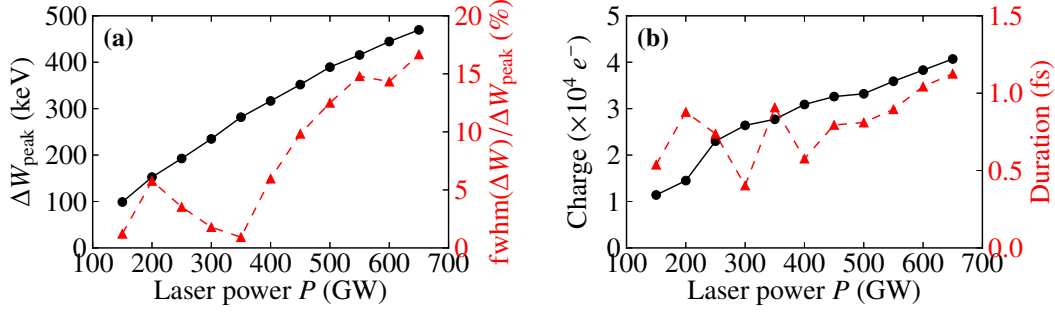 (a)
500
400
300
200
100
0
ΔW_peak (keV)
20
15
10
5
0
fwhm(ΔW)/ΔW_peak (%)
100 200 300 400 500 600 700
Laser power P (GW)
(b)
5
4
3
2
1
0
Charge (×10⁴ e⁻)
1.5
1.0
0.5
0.0
Duration (fs)
100 200 300 400 500 600 700
Laser power P (GW)